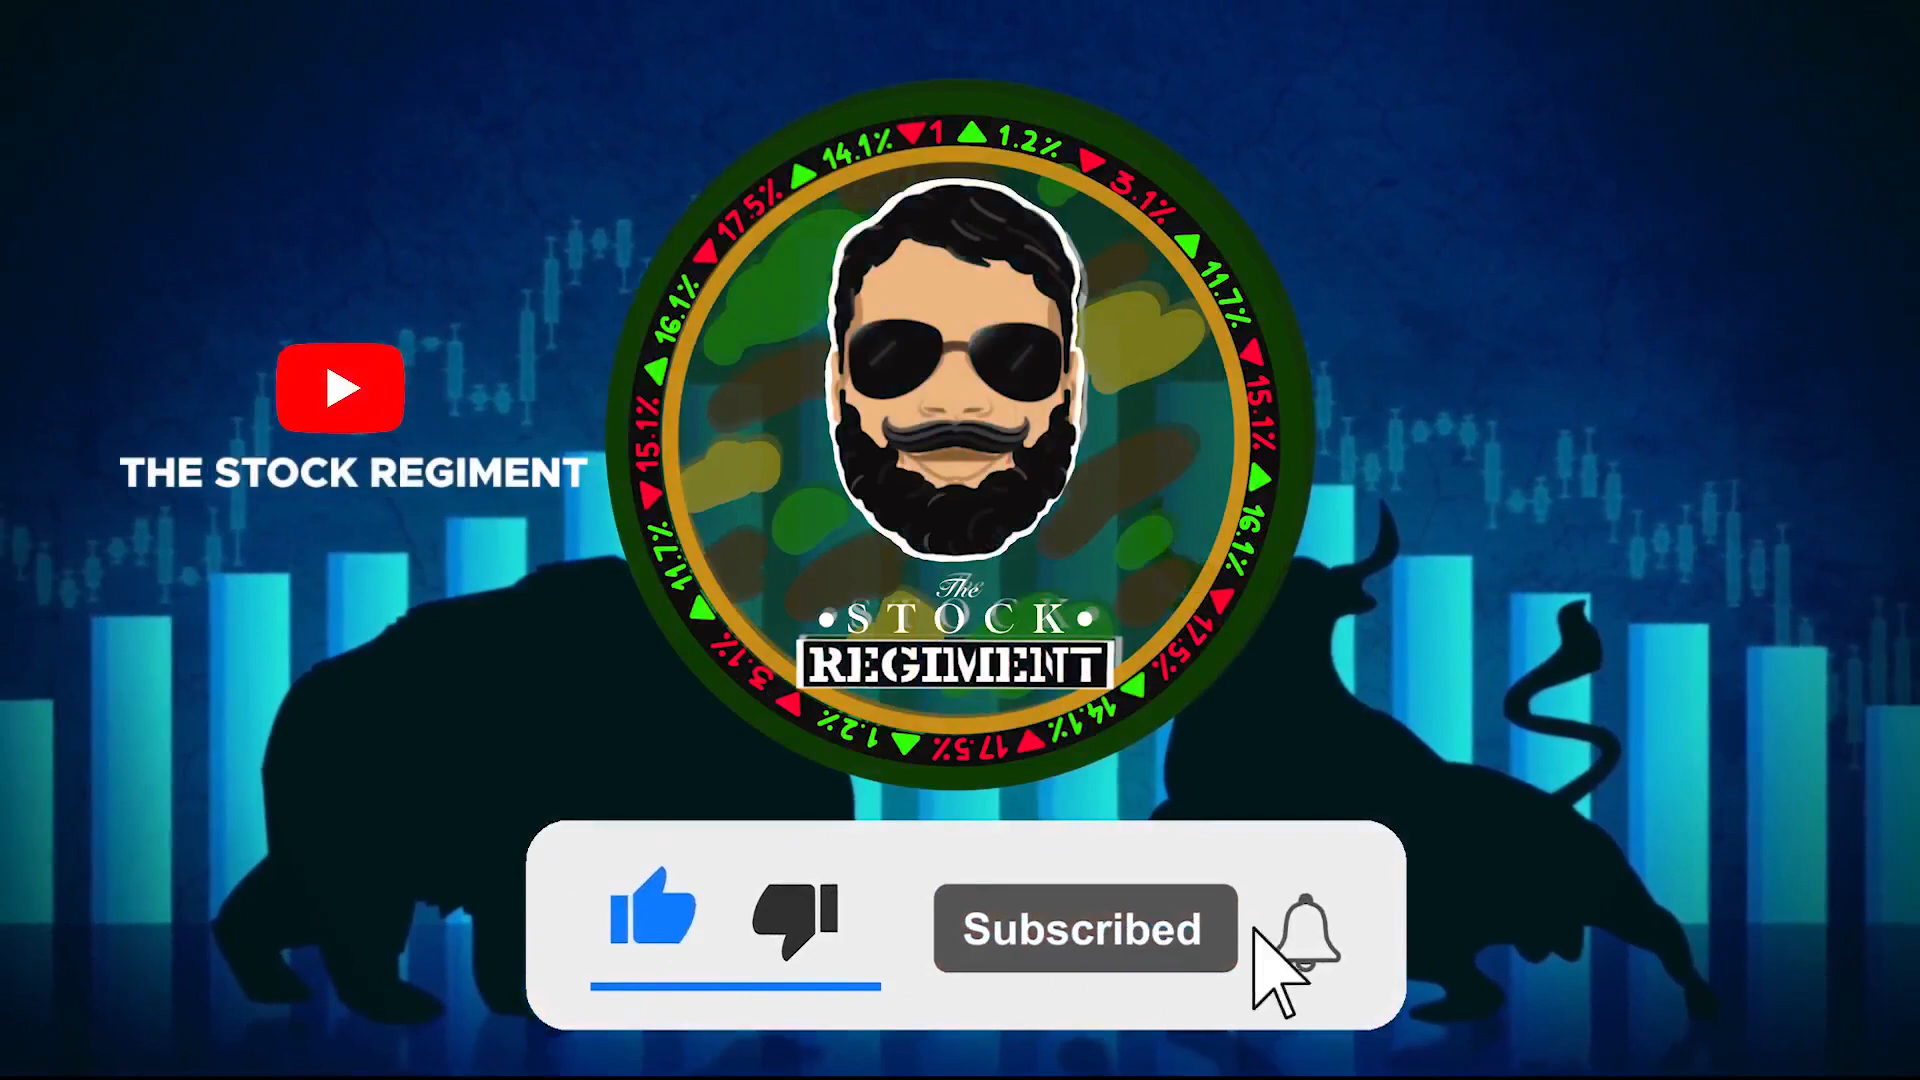 14.1% 1 1.2% 3.1% 11.7% 15.1% 16.1% 17.5% 14.1% 17.5% 1.2% 3.1% 11.7% 15.1% 16.1% 17.5%
THE STOCK REGIMENT
The
•STOCK•
REGIMENT
Subscribed